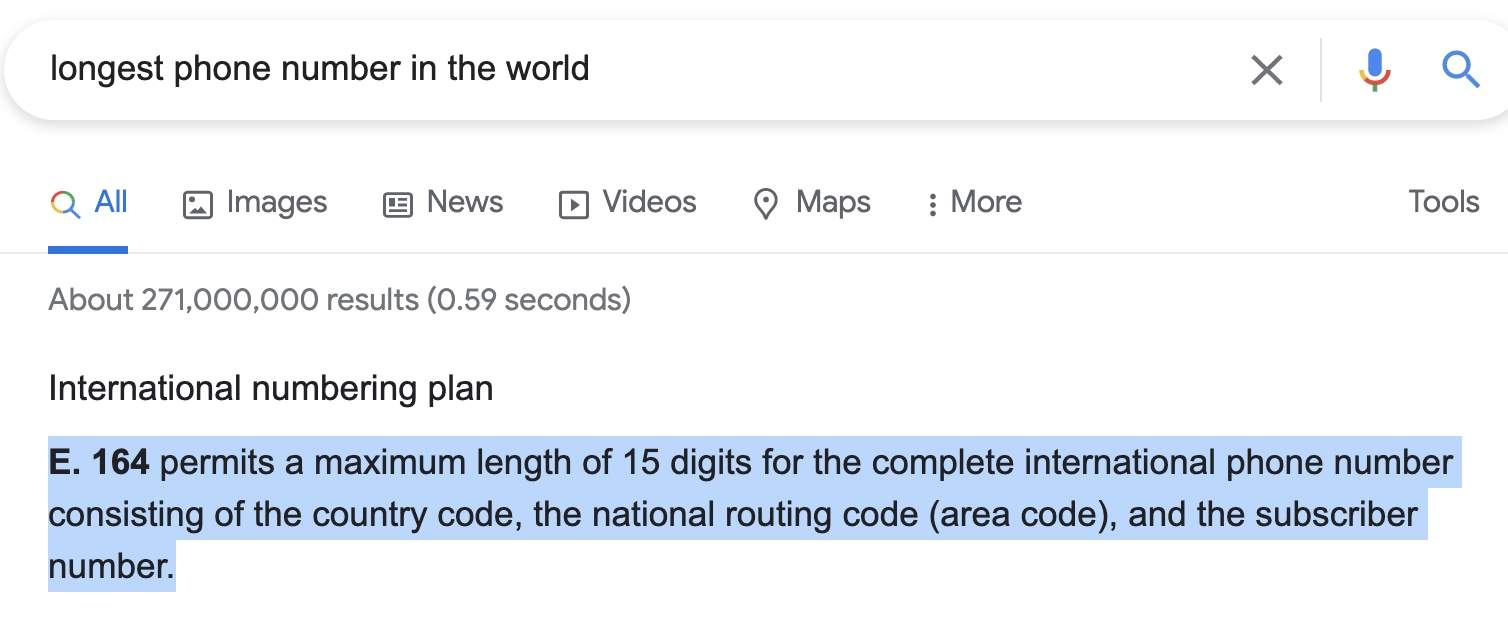 longest phone number in the world
All Images News Videos Maps More Tools
About 271,000,000 results (0.59 seconds)
International numbering plan
E. 164 permits a maximum length of 15 digits for the complete international phone number
consisting of the country code, the national routing code (area code), and the subscriber
number.